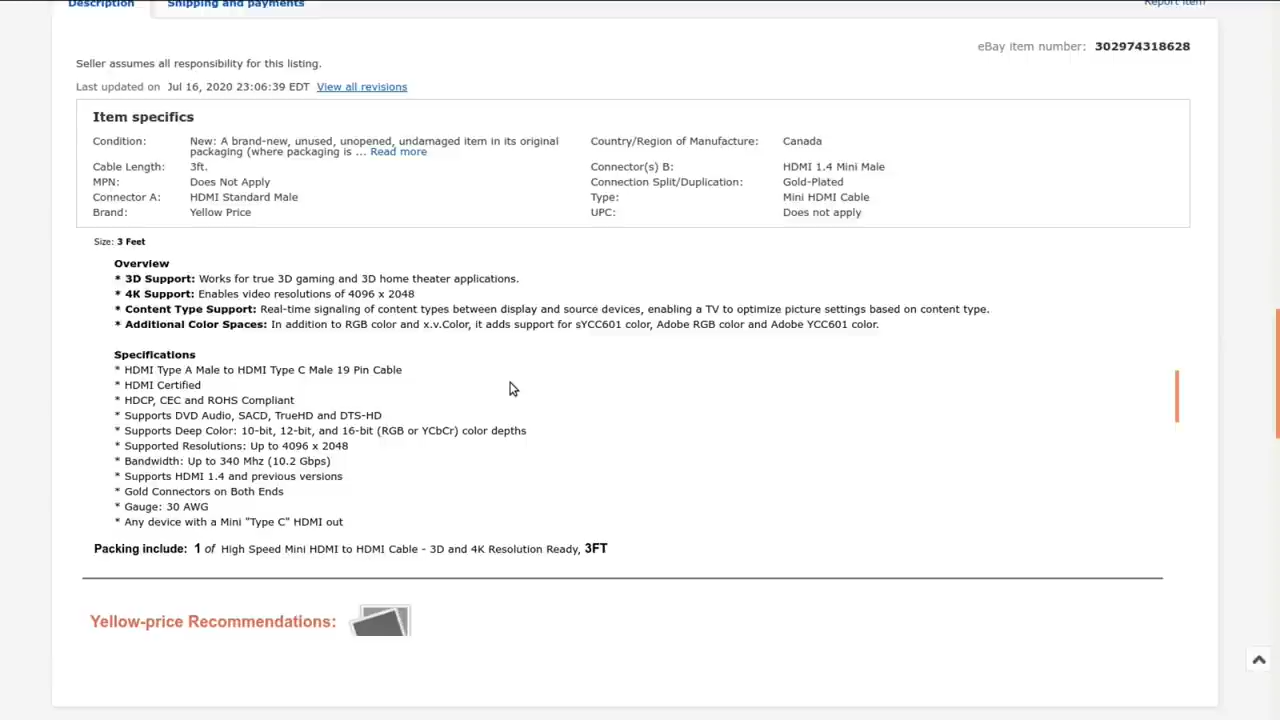 Description Shipping and payments Report item
eBay item number: 302974318628
Seller assumes all responsibility for this listing.
Last updated on Jul 16, 2020 23:06:39 EDT View all revisions
Item specifics
Condition: New: A brand-new, unused, unopened, undamaged item in its original packaging (where packaging is ... Read more
Country/Region of Manufacture: Canada
Cable Length: 3ft.
Connector(s) B: HDMI 1.4 Mini Male
MPN: Does Not Apply
Connection Split/Duplication: Gold-Plated
Connector A: HDMI Standard Male
Type: Mini HDMI Cable
Brand: Yellow Price
UPC: Does not apply
Size: 3 Feet
Overview
* 3D Support: Works for true 3D gaming and 3D home theater applications.
* 4K Support: Enables video resolutions of 4096 x 2048
* Content Type Support: Real-time signaling of content types between display and source devices, enabling a TV to optimize picture settings based on content type.
* Additional Color Spaces: In addition to RGB color and x.v.Color, it adds support for sYCC601 color, Adobe RGB color and Adobe YCC601 color.
Specifications
* HDMI Type A Male to HDMI Type C Male 19 Pin Cable
* HDMI Certified
* HDCP, CEC and ROHS Compliant
* Supports DVD Audio, SACD, TrueHD and DTS-HD
* Supports Deep Color: 10-bit, 12-bit, and 16-bit (RGB or YCbCr) color depths
* Supported Resolutions: Up to 4096 x 2048
* Bandwidth: Up to 340 Mhz (10.2 Gbps)
* Supports HDMI 1.4 and previous versions
* Gold Connectors on Both Ends
* Gauge: 30 AWG
* Any device with a Mini "Type C" HDMI out
Packing include: 1 of High Speed Mini HDMI to HDMI Cable - 3D and 4K Resolution Ready, 3FT
Yellow-price Recommendations: